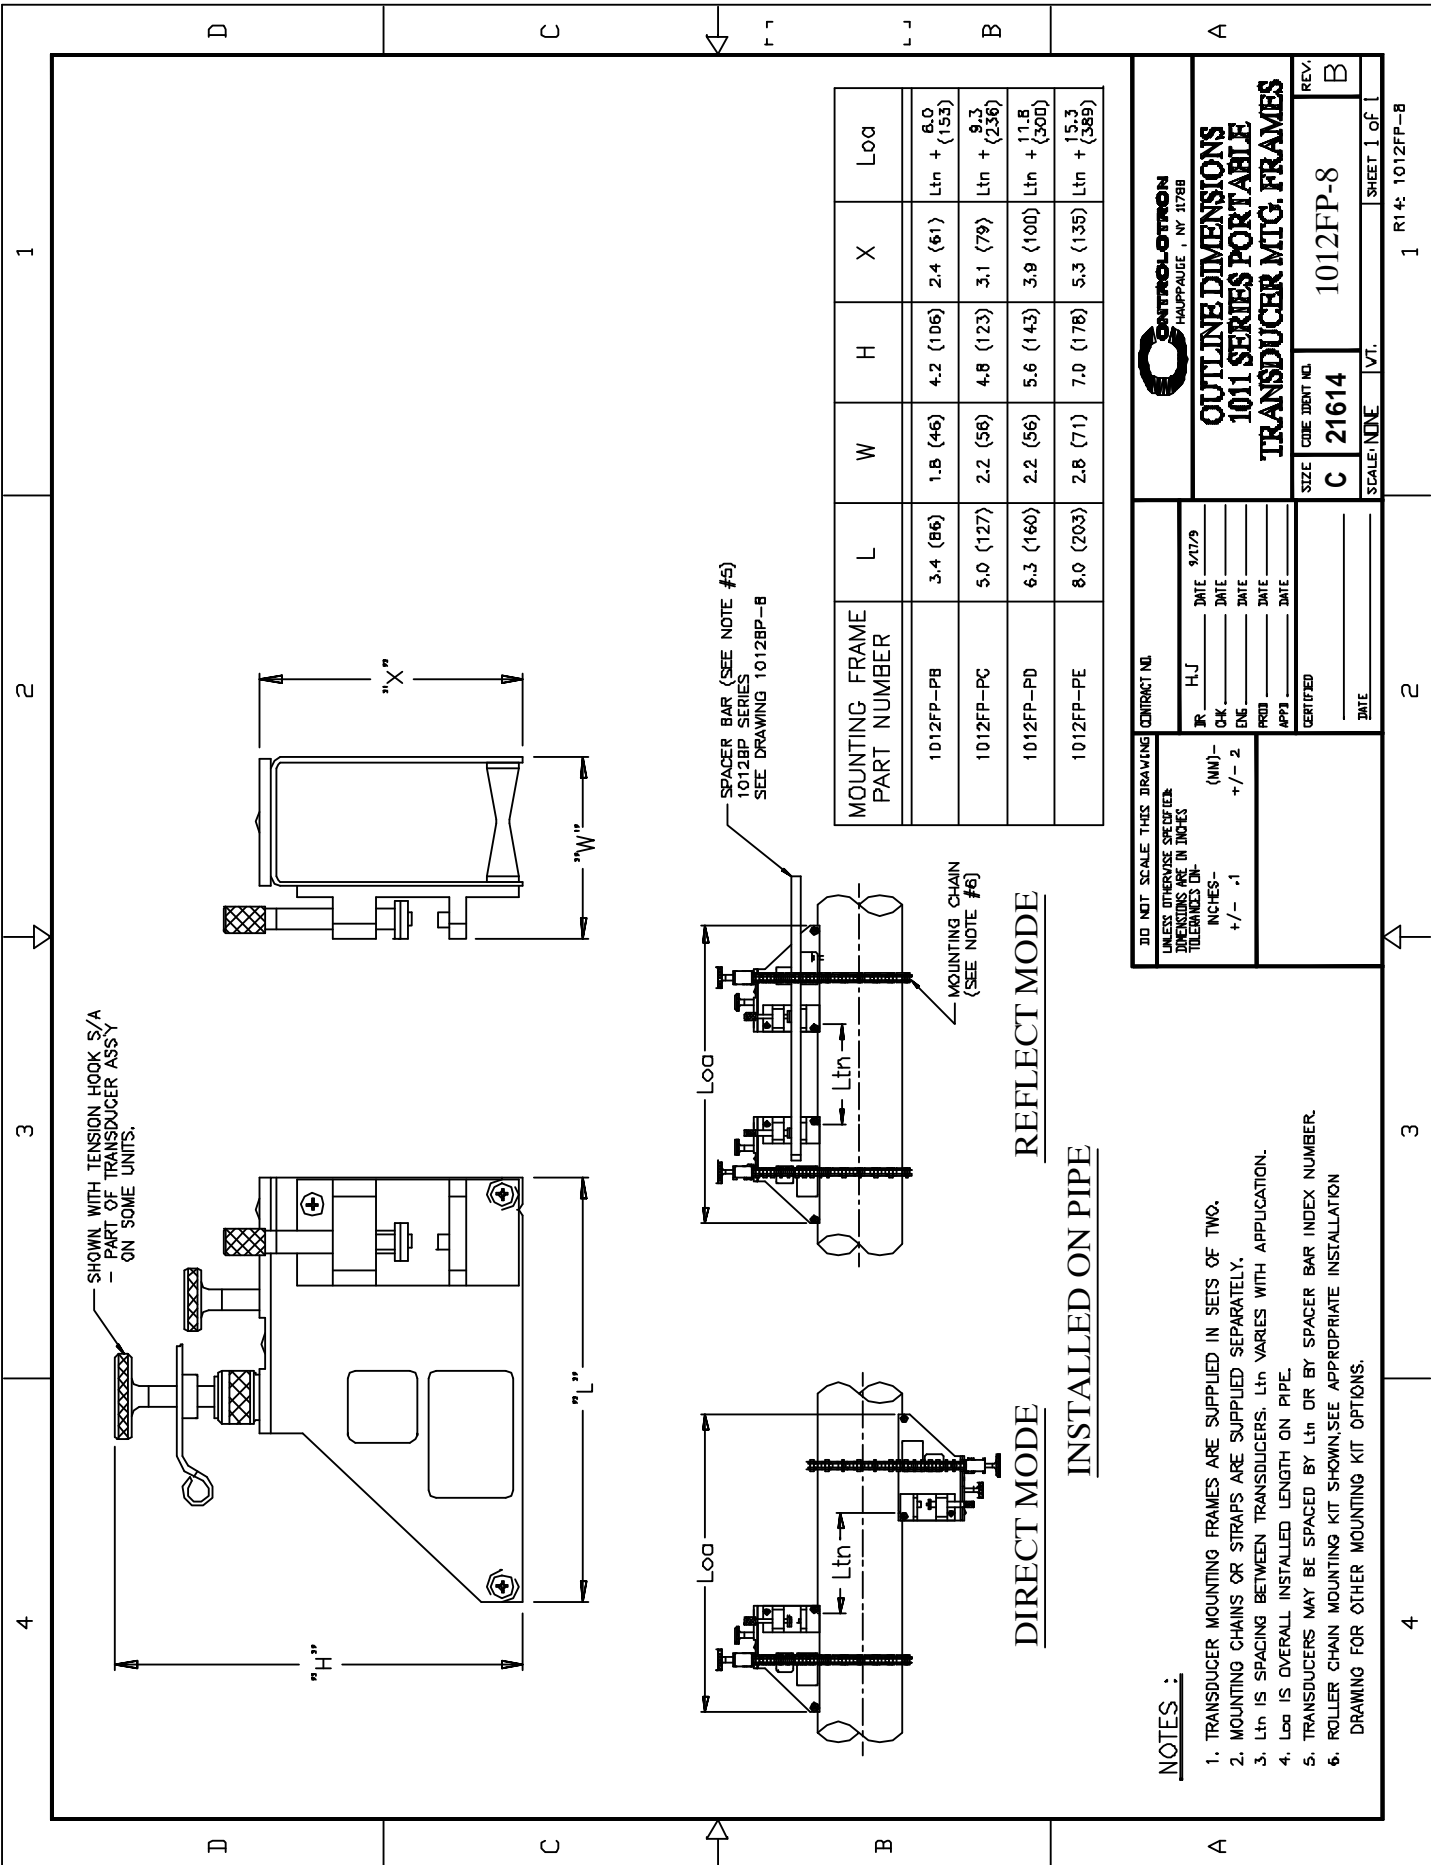 4
3
2
1
D
C
B
A
SHOWN WITH TENSION HOOK S/A
- PART OF TRANSDUCER ASS'Y
ON SOME UNITS.
"H"
"L"
"X"
"W"
SPACER BAR (SEE NOTE #5)
1012BP SERIES
SEE DRAWING 1012BP-8
Loa
Ltn
DIRECT MODE
Loa
Ltn
MOUNTING CHAIN
(SEE NOTE #6)
REFLECT MODE
INSTALLED ON PIPE
MOUNTING FRAME PART NUMBER L W H X Loa
1012FP-PB 3.4 (86) 1.8 (46) 4.2 (106) 2.4 (61) Ltn + 6.0 (153)
1012FP-PC 5.0 (127) 2.2 (56) 4.8 (123) 3.1 (79) Ltn + 9.3 (236)
1012FP-PD 6.3 (160) 2.2 (56) 5.6 (143) 3.9 (100) Ltn + 11.8 (300)
1012FP-PE 8.0 (203) 2.8 (71) 7.0 (178) 5.3 (135) Ltn + 15.3 (389)
NOTES :
1. TRANSDUCER MOUNTING FRAMES ARE SUPPLIED IN SETS OF TWO.
2. MOUNTING CHAINS OR STRAPS ARE SUPPLIED SEPARATELY.
3. Ltn IS SPACING BETWEEN TRANSDUCERS. Ltn VARIES WITH APPLICATION.
4. Loa IS OVERALL INSTALLED LENGTH ON PIPE.
5. TRANSDUCERS MAY BE SPACED BY Ltn OR BY SPACER BAR INDEX NUMBER.
6. ROLLER CHAIN MOUNTING KIT SHOWN,SEE APPROPRIATE INSTALLATION
DRAWING FOR OTHER MOUNTING KIT OPTIONS.
DO NOT SCALE THIS DRAWING
UNLESS OTHERWISE SPECIFIED:
DIMENSIONS ARE IN INCHES
TOLERANCES ON-
INCHES- (MM)-
+/- .1 +/- 2
CONTRACT NO.
DR HJ DATE 9/17/9
CHK DATE
ENG DATE
PROD DATE
APPD DATE
CERTIFIED
DATE
CONTROLOTRON
HAUPPAUGE , NY 11788
OUTLINE DIMENSIONS
1011 SERIES PORTABLE
TRANSDUCER MTG. FRAMES
SIZE C
CODE IDENT NO. 21614
1012FP-8
REV. B
SCALE: NONE
VT.
SHEET 1 of 1
R14: 1012FP-8
4
3
2
1
D
C
B
A